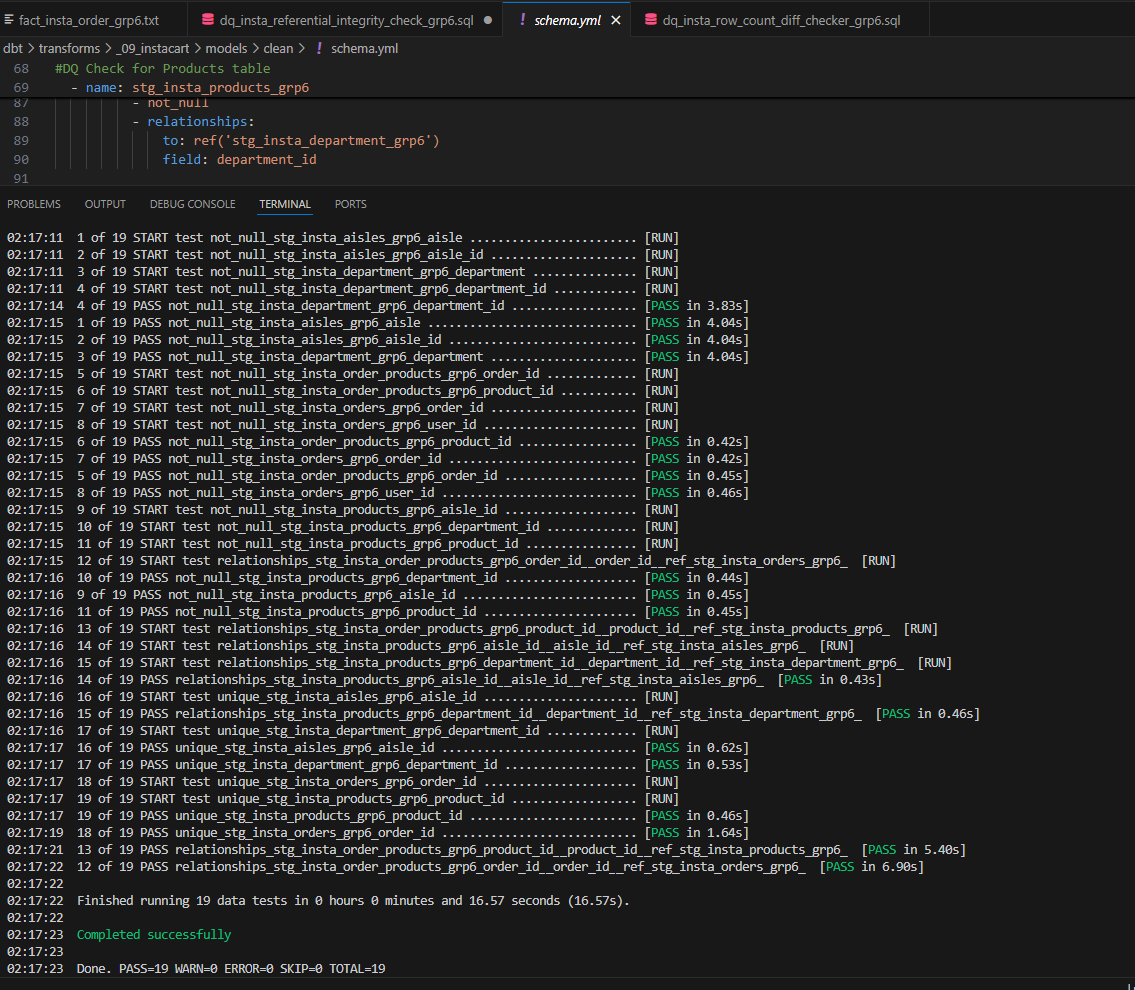 fact_insta_order_grp6.txt dq_insta_referential_integrity_check_grp6.sql ● ! schema.yml × dq_insta_row_count_diff_checker_grp6.sql
dbt > transforms > _09_instacart > models > clean > ! schema.yml
68 #DQ Check for Products table
69 - name: stg_insta_products_grp6
87 - not_null
88 - relationships:
89 to: ref('stg_insta_department_grp6')
90 field: department_id
91
PROBLEMS OUTPUT DEBUG CONSOLE TERMINAL PORTS
02:17:11 1 of 19 START test not_null_stg_insta_aisles_grp6_aisle ........................ [RUN]
02:17:11 2 of 19 START test not_null_stg_insta_aisles_grp6_aisle_id ..................... [RUN]
02:17:11 3 of 19 START test not_null_stg_insta_department_grp6_department ............... [RUN]
02:17:11 4 of 19 START test not_null_stg_insta_department_grp6_department_id ............ [RUN]
02:17:14 4 of 19 PASS not_null_stg_insta_department_grp6_department_id .................. [PASS in 3.83s]
02:17:15 1 of 19 PASS not_null_stg_insta_aisles_grp6_aisle .............................. [PASS in 4.04s]
02:17:15 2 of 19 PASS not_null_stg_insta_aisles_grp6_aisle_id ........................... [PASS in 4.04s]
02:17:15 3 of 19 PASS not_null_stg_insta_department_grp6_department ..................... [PASS in 4.04s]
02:17:15 5 of 19 START test not_null_stg_insta_order_products_grp6_order_id ............. [RUN]
02:17:15 6 of 19 START test not_null_stg_insta_order_products_grp6_product_id ........... [RUN]
02:17:15 7 of 19 START test not_null_stg_insta_orders_grp6_order_id ..................... [RUN]
02:17:15 8 of 19 START test not_null_stg_insta_orders_grp6_user_id ...................... [RUN]
02:17:15 6 of 19 PASS not_null_stg_insta_order_products_grp6_product_id ................. [PASS in 0.42s]
02:17:15 7 of 19 PASS not_null_stg_insta_orders_grp6_order_id ........................... [PASS in 0.42s]
02:17:15 5 of 19 PASS not_null_stg_insta_order_products_grp6_order_id ................... [PASS in 0.45s]
02:17:15 8 of 19 PASS not_null_stg_insta_orders_grp6_user_id ............................ [PASS in 0.46s]
02:17:15 9 of 19 START test not_null_stg_insta_products_grp6_aisle_id ................... [RUN]
02:17:15 10 of 19 START test not_null_stg_insta_products_grp6_department_id ............. [RUN]
02:17:15 11 of 19 START test not_null_stg_insta_products_grp6_product_id ................ [RUN]
02:17:15 12 of 19 START test relationships_stg_insta_order_products_grp6_order_id__order_id__ref_stg_insta_orders_grp6_ [RUN]
02:17:16 10 of 19 PASS not_null_stg_insta_products_grp6_department_id ................... [PASS in 0.44s]
02:17:16 9 of 19 PASS not_null_stg_insta_products_grp6_aisle_id ......................... [PASS in 0.45s]
02:17:16 11 of 19 PASS not_null_stg_insta_products_grp6_product_id ...................... [PASS in 0.45s]
02:17:16 13 of 19 START test relationships_stg_insta_order_products_grp6_product_id__product_id__ref_stg_insta_products_grp6_ [RUN]
02:17:16 14 of 19 START test relationships_stg_insta_products_grp6_aisle_id__aisle_id__ref_stg_insta_aisles_grp6_ [RUN]
02:17:16 15 of 19 START test relationships_stg_insta_products_grp6_department_id__department_id__ref_stg_insta_department_grp6_ [RUN]
02:17:16 14 of 19 PASS relationships_stg_insta_products_grp6_aisle_id__aisle_id__ref_stg_insta_aisles_grp6_ [PASS in 0.43s]
02:17:16 16 of 19 START test unique_stg_insta_aisles_grp6_aisle_id ...................... [RUN]
02:17:16 15 of 19 PASS relationships_stg_insta_products_grp6_department_id__department_id__ref_stg_insta_department_grp6_ [PASS in 0.46s]
02:17:16 17 of 19 START test unique_stg_insta_department_grp6_department_id ............. [RUN]
02:17:17 16 of 19 PASS unique_stg_insta_aisles_grp6_aisle_id ............................ [PASS in 0.62s]
02:17:17 17 of 19 PASS unique_stg_insta_department_grp6_department_id ................... [PASS in 0.53s]
02:17:17 18 of 19 START test unique_stg_insta_orders_grp6_order_id ...................... [RUN]
02:17:17 19 of 19 START test unique_stg_insta_products_grp6_product_id .................. [RUN]
02:17:17 19 of 19 PASS unique_stg_insta_products_grp6_product_id ........................ [PASS in 0.46s]
02:17:19 18 of 19 PASS unique_stg_insta_orders_grp6_order_id ............................ [PASS in 1.64s]
02:17:21 13 of 19 PASS relationships_stg_insta_order_products_grp6_product_id__product_id__ref_stg_insta_products_grp6_ [PASS in 5.40s]
02:17:22 12 of 19 PASS relationships_stg_insta_order_products_grp6_order_id__order_id__ref_stg_insta_orders_grp6_ [PASS in 6.90s]
02:17:22
02:17:22 Finished running 19 data tests in 0 hours 0 minutes and 16.57 seconds (16.57s).
02:17:22
02:17:23 Completed successfully
02:17:23
02:17:23 Done. PASS=19 WARN=0 ERROR=0 SKIP=0 TOTAL=19